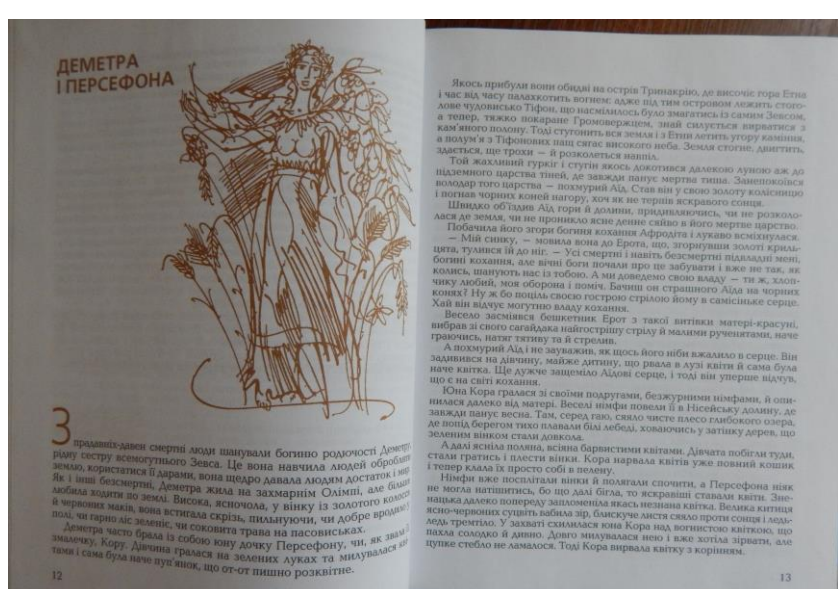 ДЕМЕТРА
І ПЕРСЕФОНА
З прадавніх-давен смертні люди шанували богиню родючості Деметру,
рідну сестру всемогутнього Зевса. Це вона навчила людей обробляти
землю, користатися її дарами, вона щедро давала людям достаток і мир.
Як і інші безсмертні, Деметра жила на захмарнім Олімпі, але більше
любила ходити по землі. Висока, ясночола, у вінку із золотого колосся
й червоних маків, вона встигала скрізь, пильнуючи, чи добре вродило у
полі, чи гарно ліс зеленіє, чи соковита трава на пасовиськах.
Деметра часто брала із собою юну дочку Персефону, чи, як звала її
змалечку, Кору. Дівчина гралася на зелених луках та милувалася кві-
тами і сама була наче пуп'янок, що от-от пишно розквітне.
12
Якось прибули вони обидві на острів Тринакрію, де височіє гора Етна
і час від часу палахкотить вогнем: адже під тим островом лежить стого-
лове чудовисько Тіфон, що насмілилось було змагатись із самим Зевсом,
а тепер, тяжко покаране Громовержцем, знай силується вирватися з
кам'яного полону. Тоді стугонить вся земля і з Етни летить угору каміння,
а полум'я з Тіфонових пащ сягає високого неба. Земля стогне, двигтить,
здається, ще трохи — й розколеться навпіл.
Той жахливий гуркіт і стугін якось докотився далекою луною аж до
підземного царства тіней, де завжди панує мертва тиша. Занепокоївся
володар того царства — похмурий Аїд. Став він у свою золоту колісницю
і погнав чорних коней нагору, хоч як не терпів яскравого сонця.
Швидко об'їздив Аїд гори й долини, придивляючись, чи не розколо-
лася де земля, чи не проникло ясне денне сяйво в його мертве царство.
Побачила його згори богиня кохання Афродіта і лукаво всміхнулася.
— Мій синку, — мовила вона до Ерота, що, згорнувши золоті криль-
цята, тулився їй до ніг. — Усі смертні і навіть безсмертні підвладні мені,
богині кохання, але вічні боги почали про це забувати і вже не так, як
колись, шанують нас із тобою. А ми доведемо свою владу — ти ж, хлоп-
чику любий, моя оборона і поміч. Бачиш он страшного Аїда на чорних
конях? Ну ж бо поціль своєю гострою стрілою йому в самісіньке серце.
Хай він відчує могутню владу кохання.
Весело засміявся бешкетник Ерот з такої витівки матері-красуні,
вибрав зі свого сагайдака найгострішу стрілу й малими рученятами, наче
граючись, натяг тятиву та й стрелив.
А похмурий Аїд і не зауважив, як щось його ніби вжалило в серце. Він
задивився на дівчину, майже дитину, що рвала в лузі квіти й сама була
наче квітка. Ще дужче защеміло Аїдові серце, і тоді він уперше відчув,
що є на світі кохання.
Юна Кора гралася зі своїми подругами, безжурними німфами, й опи-
нилася далеко від матері. Веселі німфи повели її в Нісейську долину, де
завжди панує весна. Там, серед гаю, сяяло чисте плесо глибокого озера,
де попід берегом тихо плавали білі лебеді, ховаючись у затінку дерев, що
зеленим вінком стали довкола.
А далі ясніла поляна, всіяна барвистими квітами. Дівчата побігли туди,
стали гратись і плести вінки. Кора нарвала квітів уже повний кошик
і тепер клала їх просто собі в пелену.
Німфи вже посплітали вінки й полягали спочити, а Персефона ніяк
не могла натішитись, бо що далі бігла, то яскравіші ставали квіти. Зне-
нацька далеко попереду запломеніла якась незнана квітка. Велика китиця
ясно-червоних суцвіть вабила зір, блискуче листя сяяло проти сонця і ледь-
ледь тремтіло. У захваті схилилася юна Кора над вогнистою квіткою, що
пахла солодко й дивно. Довго милувалася нею і вже хотіла зірвати, але
цупке стебло не ламалося. Тоді Кора вирвала квітку з корінням.
13